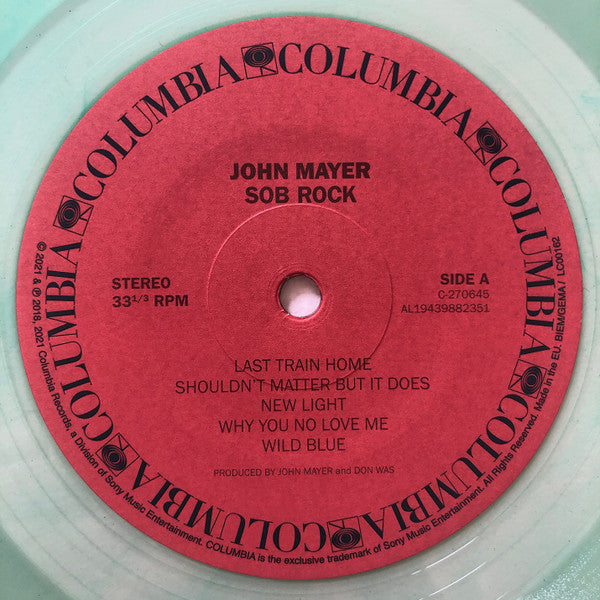 COLUMBIA COLUMBIA COLUMBIA COLUMBIA COLUMBIA COLUMBIA
JOHN MAYER
SOB ROCK
STEREO
33 1/3 RPM
SIDE A
C-270645
AL19439882351
LAST TRAIN HOME
SHOULDN'T MATTER BUT IT DOES
NEW LIGHT
WHY YOU NO LOVE ME
WILD BLUE
PRODUCED BY JOHN MAYER and DON WAS
© 2021 & ℗ 2018, 2021 Columbia Records, a Division of Sony Music Entertainment. COLUMBIA is the exclusive trademark of Sony Music Entertainment. All Rights Reserved. Made in the EU. BIEM/GEMA / LC00162